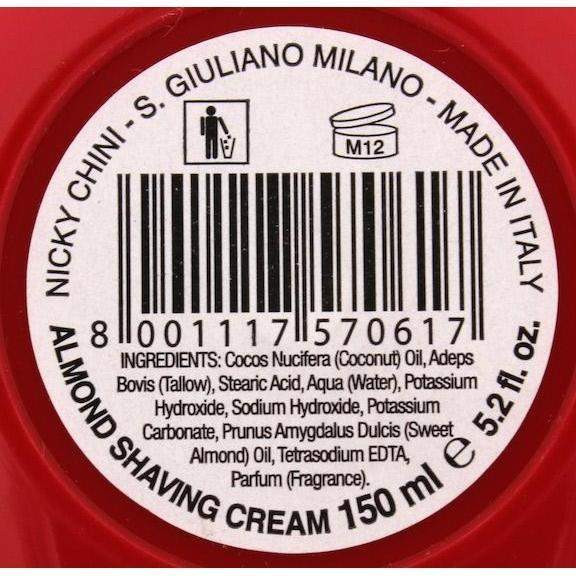 NICKY CHINI - S. GIULIANO MILANO - MADE IN ITALY
M12
8 001117 570617
INGREDIENTS: Cocos Nucifera (Coconut) Oil, Adeps
Bovis (Tallow), Stearic Acid, Aqua (Water), Potassium
Hydroxide, Sodium Hydroxide, Potassium
Carbonate, Prunus Amygdalus Dulcis (Sweet
Almond) Oil, Tetrasodium EDTA,
Parfum (Fragrance).
ALMOND SHAVING CREAM 150 ml ℮ 5.2 fl. oz.